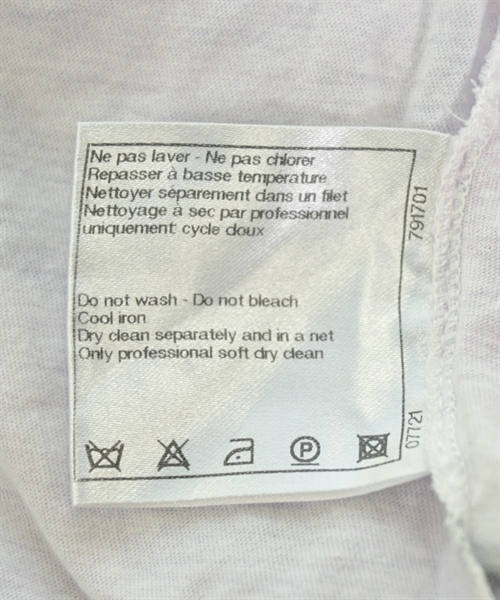 Ne pas laver - Ne pas chlorer
Repasser à basse température
Nettoyer séparement dans un filet
Nettoyage à sec par professionnel
uniquement cycle doux
Do not wash - Do not bleach
Cool iron
Dry clean separately and in a net
Only professional soft dry clean
P
791701
07721